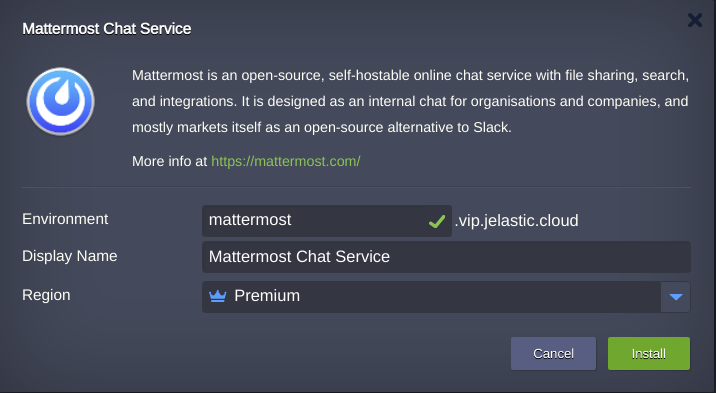 Mattermost Chat Service
Mattermost is an open-source, self-hostable online chat service with file sharing, search,
and integrations. It is designed as an internal chat for organisations and companies, and
mostly markets itself as an open-source alternative to Slack.
More info at https://mattermost.com/
Environment mattermost .vip.jelastic.cloud
Display Name Mattermost Chat Service
Region Premium
Cancel Install